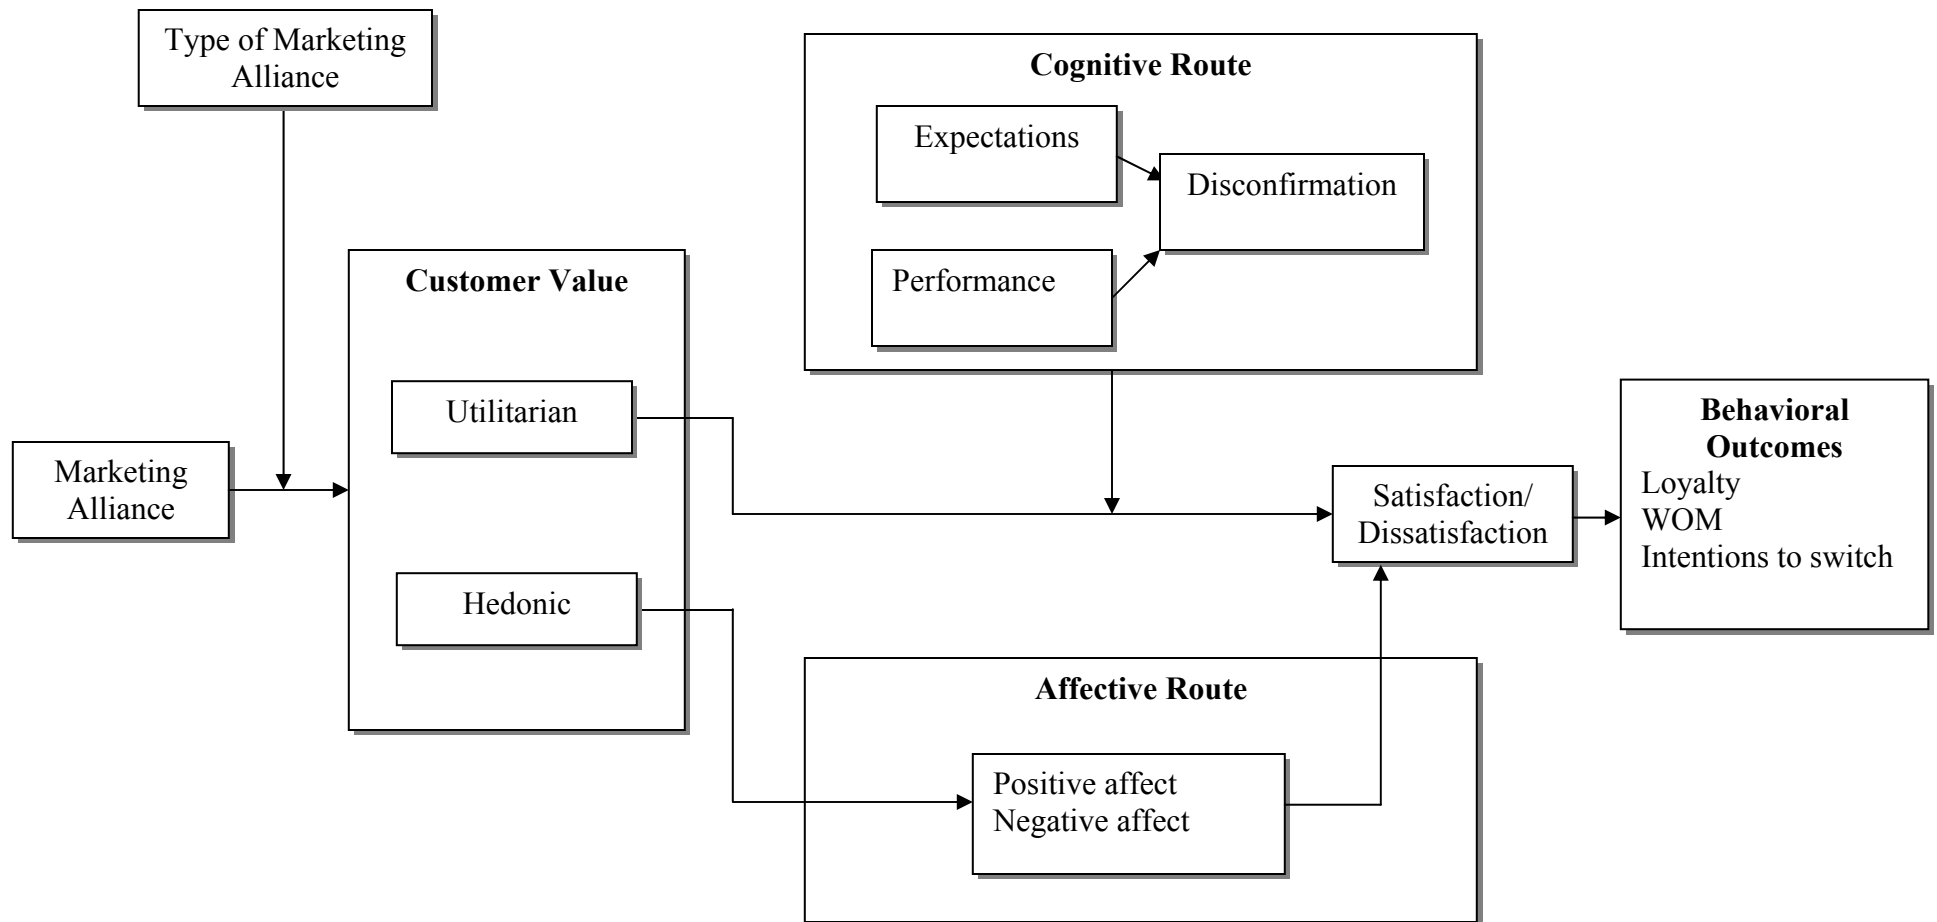 Type of Marketing
Alliance
Cognitive Route
Expectations
Disconfirmation
Performance
Customer Value
Utilitarian
Hedonic
Marketing
Alliance
Satisfaction/
Dissatisfaction
Behavioral
Outcomes
Loyalty
WOM
Intentions to switch
Affective Route
Positive affect
Negative affect